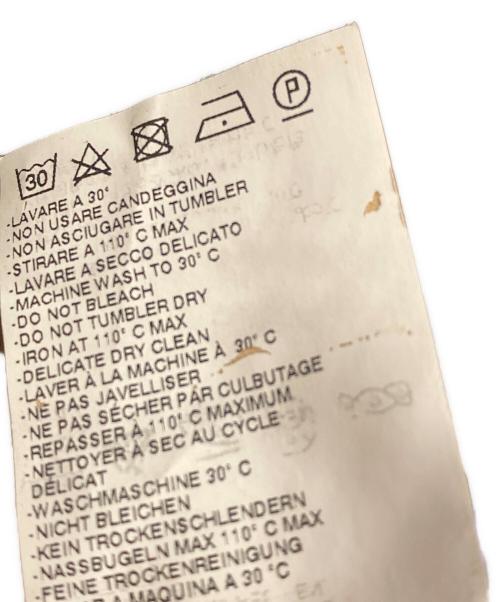 30 P
-LAVARE A 30°
-NON USARE CANDEGGINA
-NON ASCIUGARE IN TUMBLER
-STIRARE A 110° C MAX
-LAVARE A SECCO DELICATO
-MACHINE WASH TO 30° C
-DO NOT BLEACH
-DO NOT TUMBLER DRY
-IRON AT 110° C MAX
-DELICATE DRY CLEAN
-LAVER À LA MACHINE À 30° C
-NE PAS JAVELLISER
-NE PAS SÉCHER PAR CULBUTAGE
-REPASSER À 110° C MAXIMUM
-NETTOYER À SEC AU CYCLE
DÉLICAT
-WASCHMASCHINE 30° C
-NICHT BLEICHEN
-KEIN TROCKENSCHLENDERN
-NASSBUGELN MAX 110° C MAX
-FEINE TROCKENREINIGUNG
A MAQUINA A 30 °C